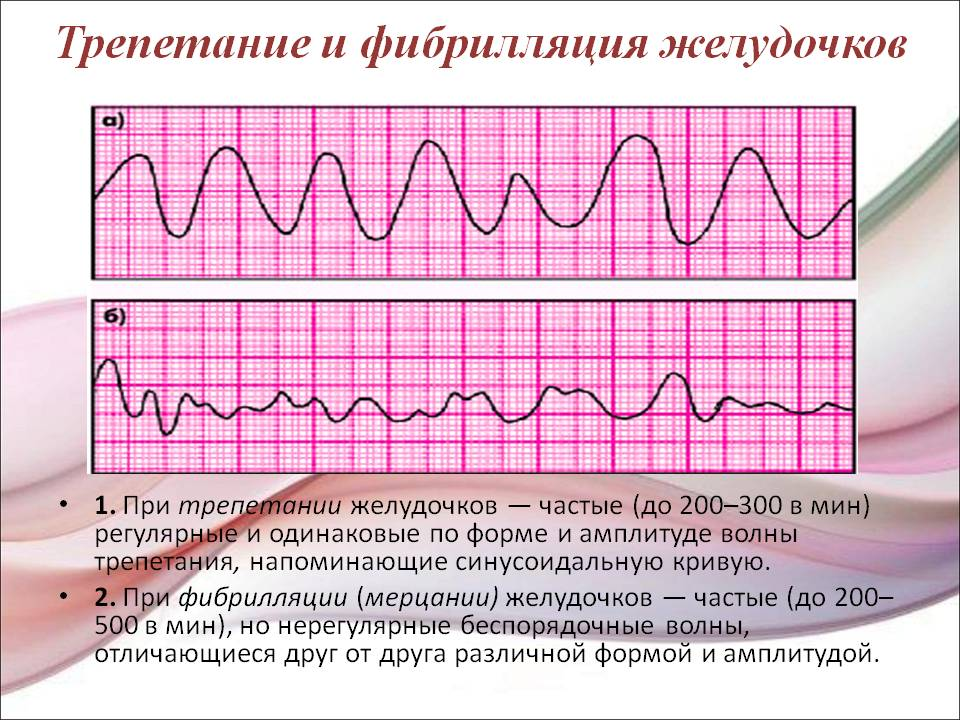 Трепетание и фибрилляция желудочков
а)
б)
• 1. При трепетании желудочков — частые (до 200–300 в мин)
регулярные и одинаковые по форме и амплитуде волны
трепетания, напоминающие синусоидальную кривую.
• 2. При фибрилляции (мерцании) желудочков — частые (до 200–
500 в мин), но нерегулярные беспорядочные волны,
отличающиеся друг от друга различной формой и амплитудой.